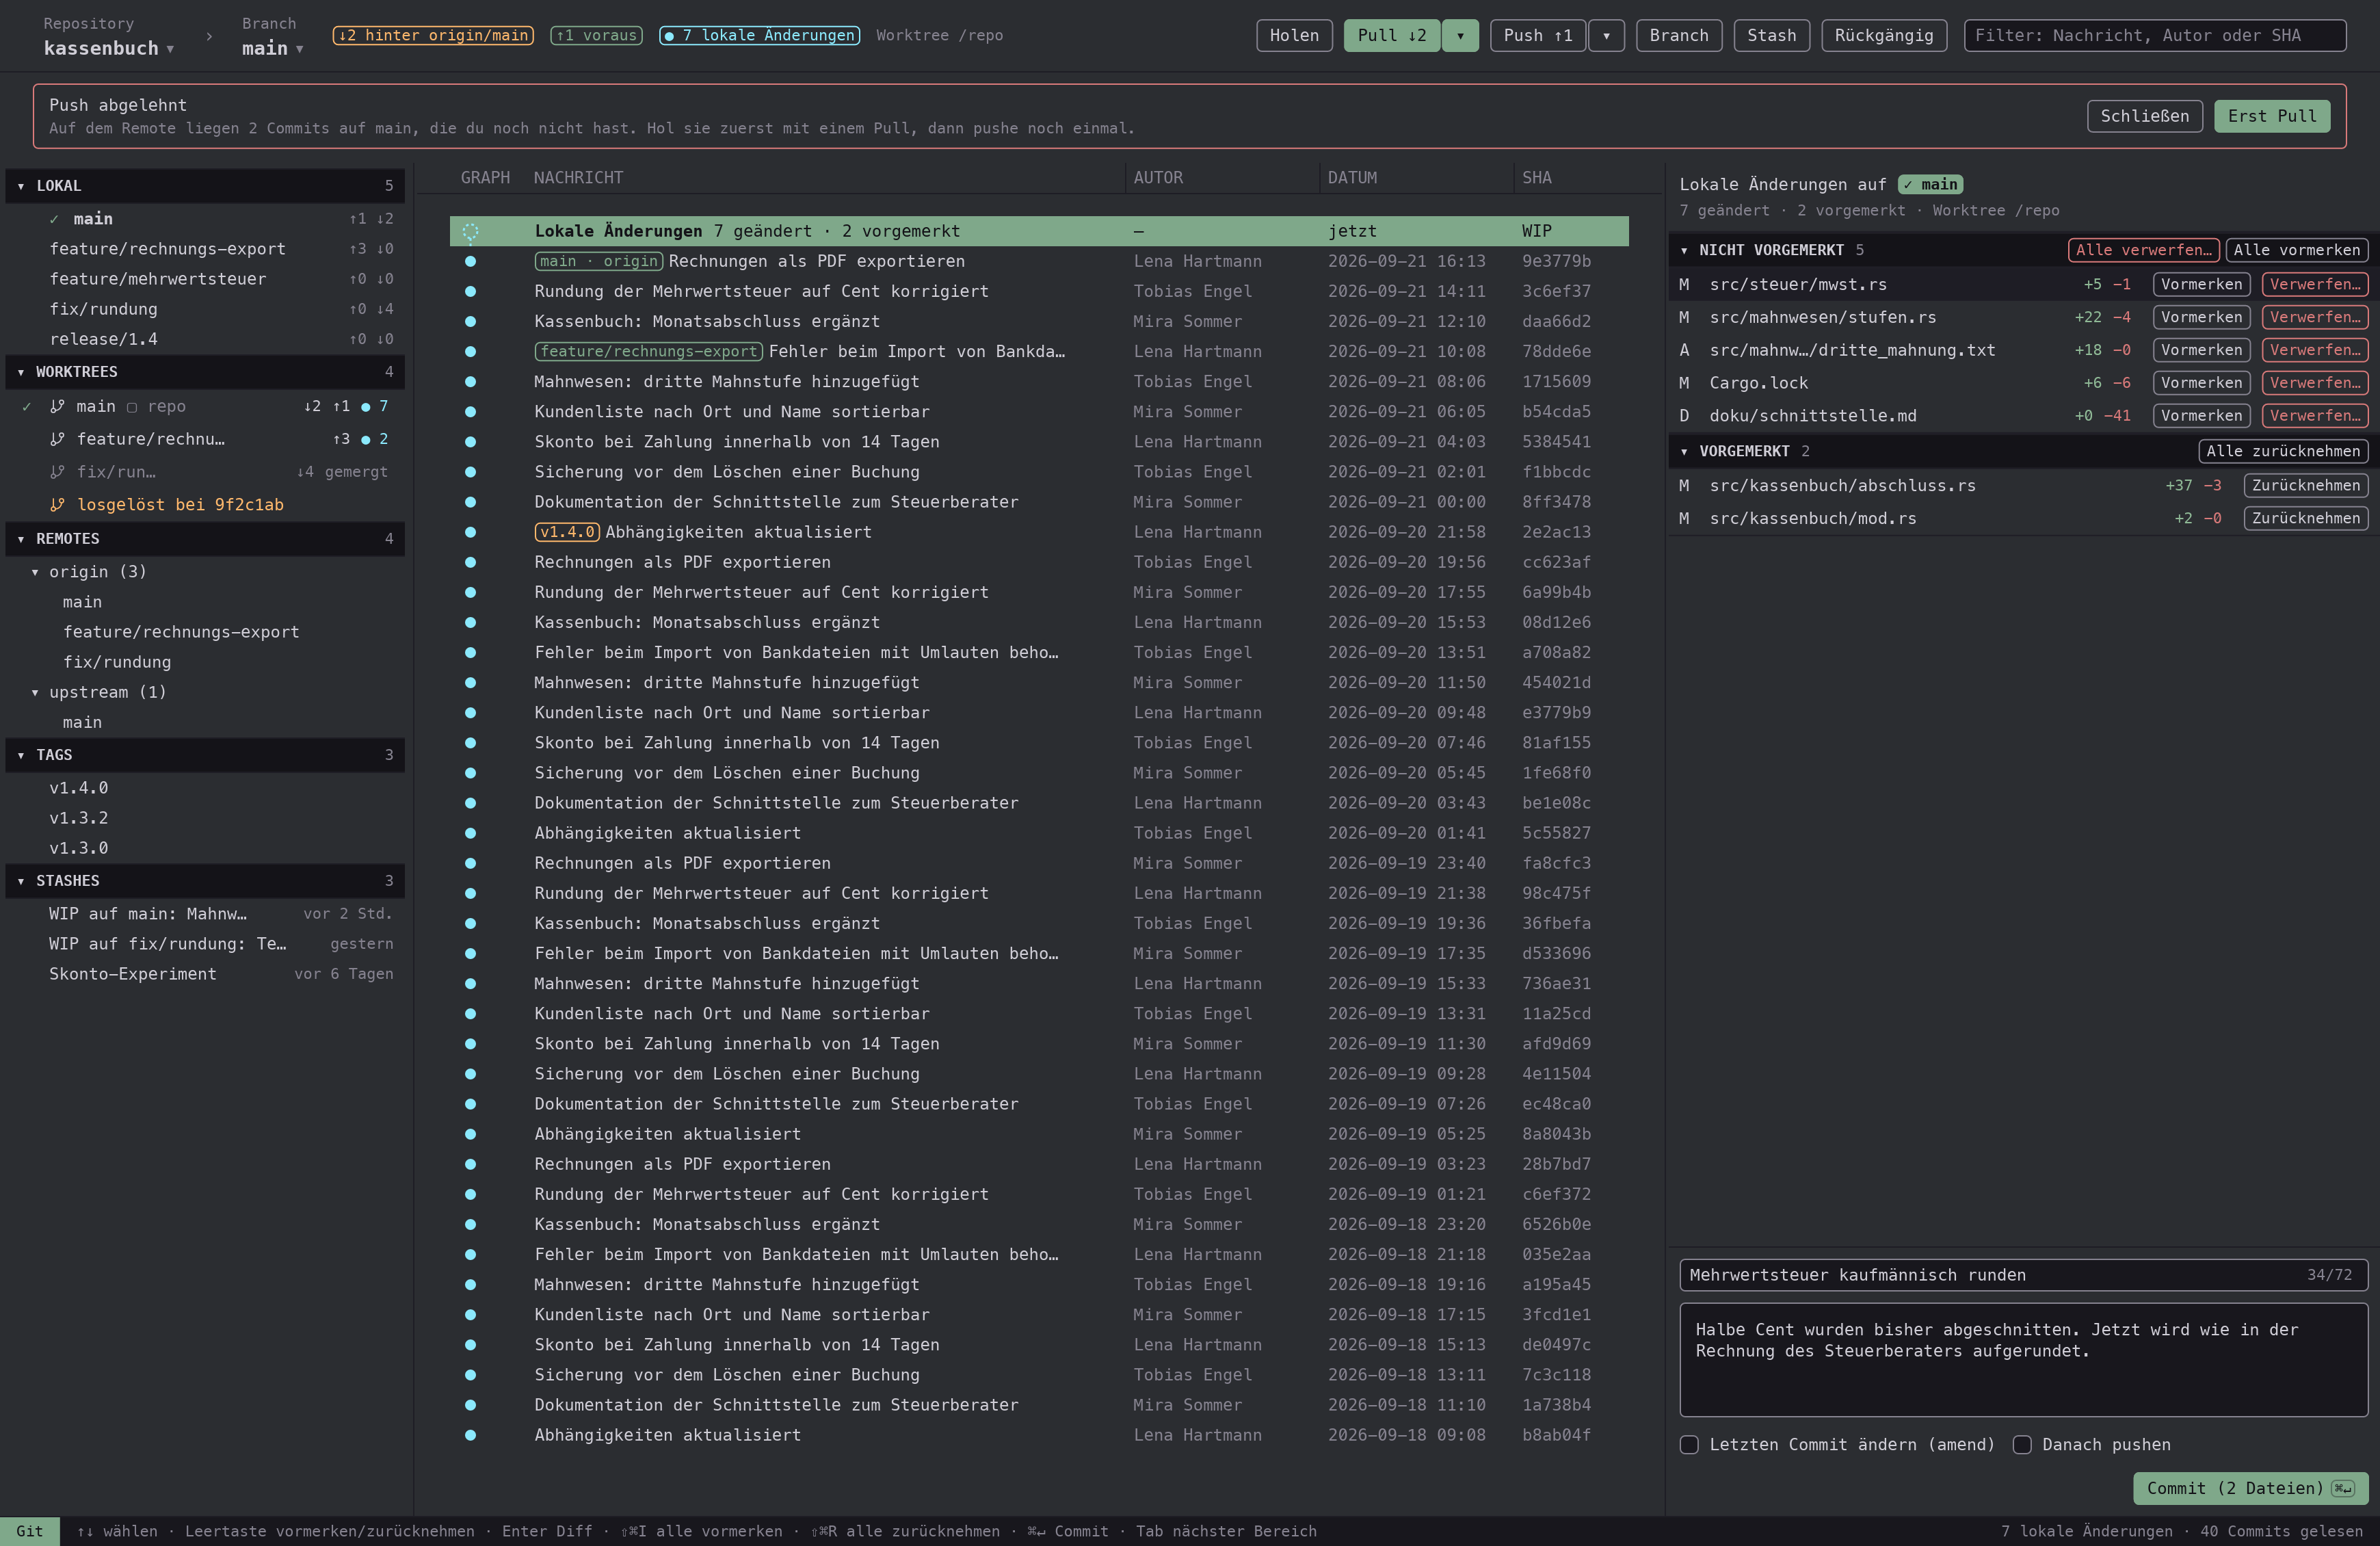 Repository
kassenbuch ▾
›
Branch
main ▾
↓2 hinter origin/main ↑1 voraus ● 7 lokale Änderungen Worktree /repo
Holen Pull ↓2 ▾ Push ↑1 ▾ Branch Stash Rückgängig Filter: Nachricht, Autor oder SHA
Push abgelehnt
Auf dem Remote liegen 2 Commits auf main, die du noch nicht hast. Hol sie zuerst mit einem Pull, dann pushe noch einmal.
Schließen Erst Pull
▾ LOKAL 5
✓ main ↑1 ↓2
feature/rechnungs-export ↑3 ↓0
feature/mehrwertsteuer ↑0 ↓0
fix/rundung ↑0 ↓4
release/1.4 ↑0 ↓0
▾ WORKTREES 4
✓ main ▢ repo ↓2 ↑1 ● 7
feature/rechnu… ↑3 ● 2
fix/run… ↓4 gemergt
losgelöst bei 9f2c1ab
▾ REMOTES 4
▾ origin (3)
main
feature/rechnungs-export
fix/rundung
▾ upstream (1)
main
▾ TAGS 3
v1.4.0
v1.3.2
v1.3.0
▾ STASHES 3
WIP auf main: Mahnw… vor 2 Std.
WIP auf fix/rundung: Te… gestern
Skonto-Experiment vor 6 Tagen
GRAPH NACHRICHT AUTOR DATUM SHA
Lokale Änderungen 7 geändert · 2 vorgemerkt — jetzt WIP
main · origin Rechnungen als PDF exportieren Lena Hartmann 2026-09-21 16:13 9e3779b
Rundung der Mehrwertsteuer auf Cent korrigiert Tobias Engel 2026-09-21 14:11 3c6ef37
Kassenbuch: Monatsabschluss ergänzt Mira Sommer 2026-09-21 12:10 daa66d2
feature/rechnungs-export Fehler beim Import von Bankda… Lena Hartmann 2026-09-21 10:08 78dde6e
Mahnwesen: dritte Mahnstufe hinzugefügt Tobias Engel 2026-09-21 08:06 1715609
Kundenliste nach Ort und Name sortierbar Mira Sommer 2026-09-21 06:05 b54cda5
Skonto bei Zahlung innerhalb von 14 Tagen Lena Hartmann 2026-09-21 04:03 5384541
Sicherung vor dem Löschen einer Buchung Tobias Engel 2026-09-21 02:01 f1bbcdc
Dokumentation der Schnittstelle zum Steuerberater Mira Sommer 2026-09-21 00:00 8ff3478
v1.4.0 Abhängigkeiten aktualisiert Lena Hartmann 2026-09-20 21:58 2e2ac13
Rechnungen als PDF exportieren Tobias Engel 2026-09-20 19:56 cc623af
Rundung der Mehrwertsteuer auf Cent korrigiert Mira Sommer 2026-09-20 17:55 6a99b4b
Kassenbuch: Monatsabschluss ergänzt Lena Hartmann 2026-09-20 15:53 08d12e6
Fehler beim Import von Bankdateien mit Umlauten beho… Tobias Engel 2026-09-20 13:51 a708a82
Mahnwesen: dritte Mahnstufe hinzugefügt Mira Sommer 2026-09-20 11:50 454021d
Kundenliste nach Ort und Name sortierbar Lena Hartmann 2026-09-20 09:48 e3779b9
Skonto bei Zahlung innerhalb von 14 Tagen Tobias Engel 2026-09-20 07:46 81af155
Sicherung vor dem Löschen einer Buchung Mira Sommer 2026-09-20 05:45 1fe68f0
Dokumentation der Schnittstelle zum Steuerberater Lena Hartmann 2026-09-20 03:43 be1e08c
Abhängigkeiten aktualisiert Tobias Engel 2026-09-20 01:41 5c55827
Rechnungen als PDF exportieren Mira Sommer 2026-09-19 23:40 fa8cfc3
Rundung der Mehrwertsteuer auf Cent korrigiert Lena Hartmann 2026-09-19 21:38 98c475f
Kassenbuch: Monatsabschluss ergänzt Tobias Engel 2026-09-19 19:36 36fbefa
Fehler beim Import von Bankdateien mit Umlauten beho… Mira Sommer 2026-09-19 17:35 d533696
Mahnwesen: dritte Mahnstufe hinzugefügt Lena Hartmann 2026-09-19 15:33 736ae31
Kundenliste nach Ort und Name sortierbar Tobias Engel 2026-09-19 13:31 11a25cd
Skonto bei Zahlung innerhalb von 14 Tagen Mira Sommer 2026-09-19 11:30 afd9d69
Sicherung vor dem Löschen einer Buchung Lena Hartmann 2026-09-19 09:28 4e11504
Dokumentation der Schnittstelle zum Steuerberater Tobias Engel 2026-09-19 07:26 ec48ca0
Abhängigkeiten aktualisiert Mira Sommer 2026-09-19 05:25 8a8043b
Rechnungen als PDF exportieren Lena Hartmann 2026-09-19 03:23 28b7bd7
Rundung der Mehrwertsteuer auf Cent korrigiert Tobias Engel 2026-09-19 01:21 c6ef372
Kassenbuch: Monatsabschluss ergänzt Mira Sommer 2026-09-18 23:20 6526b0e
Fehler beim Import von Bankdateien mit Umlauten beho… Lena Hartmann 2026-09-18 21:18 035e2aa
Mahnwesen: dritte Mahnstufe hinzugefügt Tobias Engel 2026-09-18 19:16 a195a45
Kundenliste nach Ort und Name sortierbar Mira Sommer 2026-09-18 17:15 3fcd1e1
Skonto bei Zahlung innerhalb von 14 Tagen Lena Hartmann 2026-09-18 15:13 de0497c
Sicherung vor dem Löschen einer Buchung Tobias Engel 2026-09-18 13:11 7c3c118
Dokumentation der Schnittstelle zum Steuerberater Mira Sommer 2026-09-18 11:10 1a738b4
Abhängigkeiten aktualisiert Lena Hartmann 2026-09-18 09:08 b8ab04f
Lokale Änderungen auf ✓ main
7 geändert · 2 vorgemerkt · Worktree /repo
▾ NICHT VORGEMERKT 5 Alle verwerfen… Alle vormerken
M src/steuer/mwst.rs +5 −1 Vormerken Verwerfen…
M src/mahnwesen/stufen.rs +22 −4 Vormerken Verwerfen…
A src/mahnw…/dritte_mahnung.txt +18 −0 Vormerken Verwerfen…
M Cargo.lock +6 −6 Vormerken Verwerfen…
D doku/schnittstelle.md +0 −41 Vormerken Verwerfen…
▾ VORGEMERKT 2 Alle zurücknehmen
M src/kassenbuch/abschluss.rs +37 −3 Zurücknehmen
M src/kassenbuch/mod.rs +2 −0 Zurücknehmen
Mehrwertsteuer kaufmännisch runden 34/72
Halbe Cent wurden bisher abgeschnitten. Jetzt wird wie in der
Rechnung des Steuerberaters aufgerundet.
Letzten Commit ändern (amend) Danach pushen
Commit (2 Dateien) ⌘↵
Git ↑↓ wählen · Leertaste vormerken/zurücknehmen · Enter Diff · ⇧⌘I alle vormerken · ⇧⌘R alle zurücknehmen · ⌘↵ Commit · Tab nächster Bereich
7 lokale Änderungen · 40 Commits gelesen